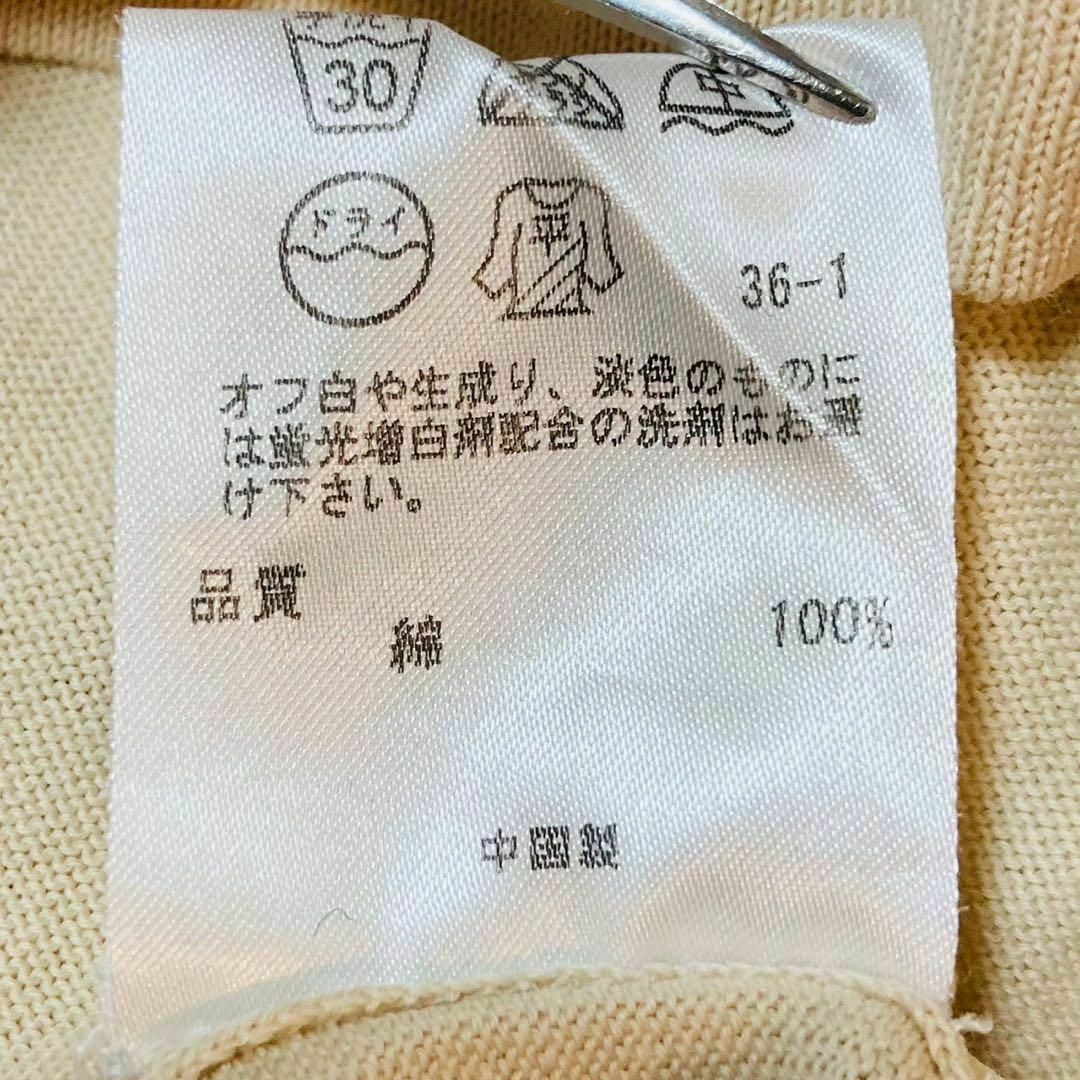 30
中
ドライ
平
36-1
オフ白や生成り、淡色のものに
は蛍光増白剤配合の洗剤はお避
け下さい。
品質
綿 100%
中国製